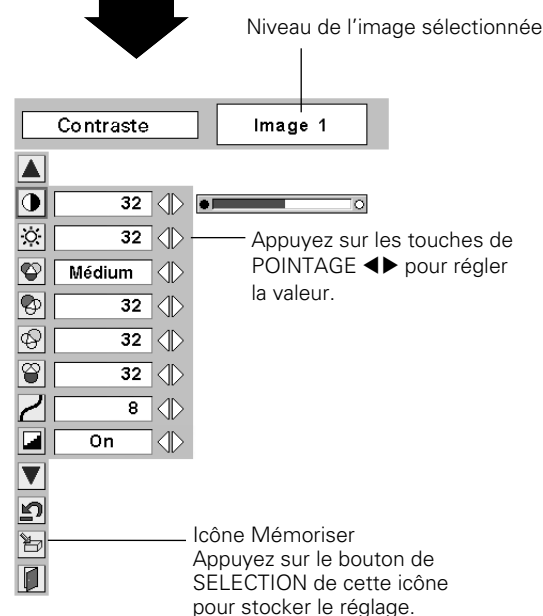 Niveau de l'image sélectionnée
Contraste
Image 1
32
32
Appuyez sur les touches de
POINTAGE ◀▶ pour régler
la valeur.
Médium
32
32
32
8
On
Icône Mémoriser
Appuyez sur le bouton de
SELECTION de cette icône
pour stocker le réglage.